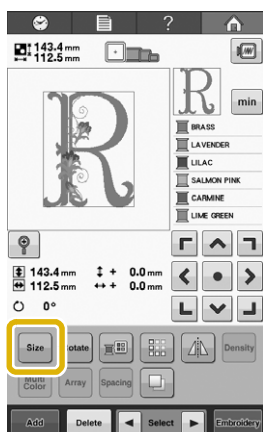 ?
143.4 mm
112.5 mm
min
BRASS
LAVENDER
LILAC
SALMON PINK
CARMINE
LIME GREEN
143.4 mm + 0.0 mm
112.5 mm + 0.0 mm
0°
Size Rotate Density
Multi Color Array Spacing
Add Delete Select Embroidery